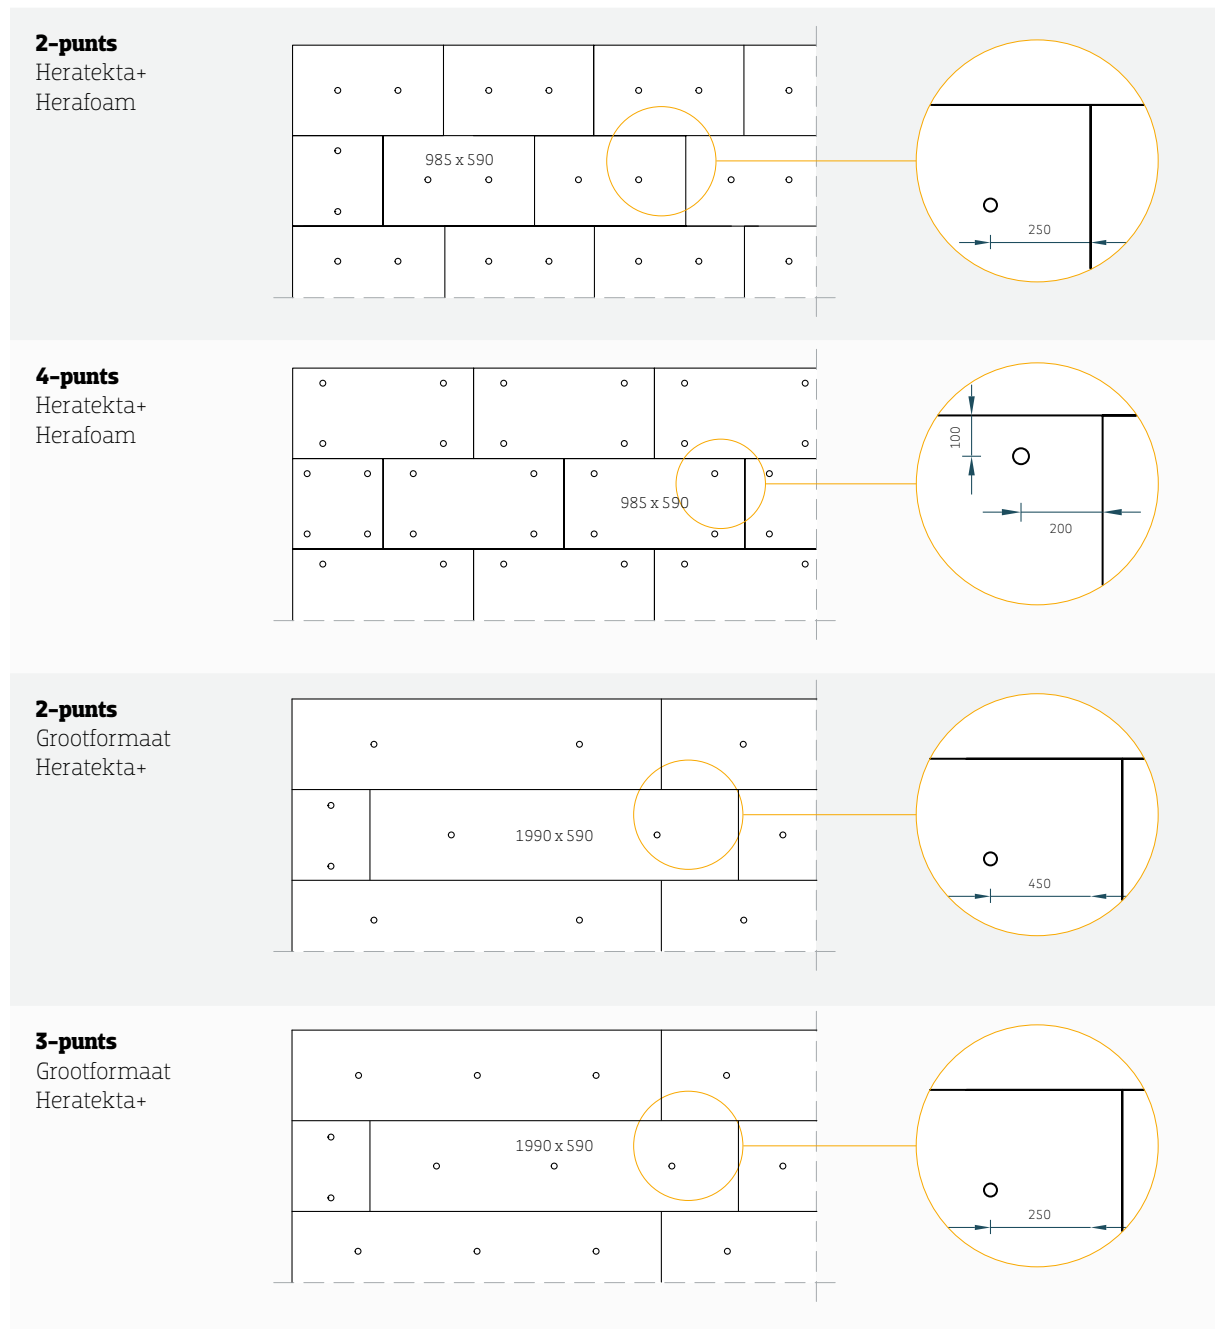 2-punts
Heratekta+
Herafoam
985 x 590
250
4-punts
Heratekta+
Herafoam
985 x 590
100
200
2-punts
Grootformaat
Heratekta+
1990 x 590
450
3-punts
Grootformaat
Heratekta+
1990 x 590
250